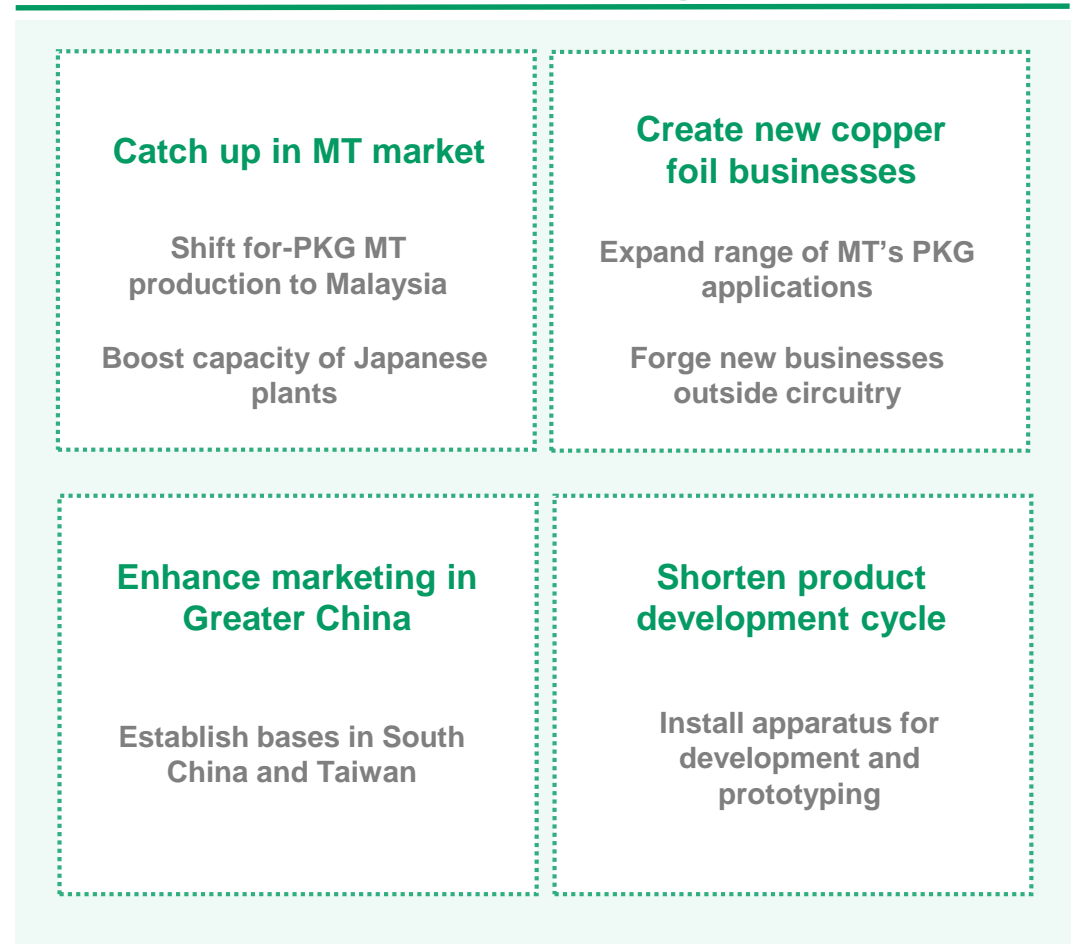 Catch up in MT market
Shift for-PKG MT
production to Malaysia
Boost capacity of Japanese
plants
Create new copper
foil businesses
Expand range of MT's PKG
applications
Forge new businesses
outside circuitry
Enhance marketing in
Greater China
Establish bases in South
China and Taiwan
Shorten product
development cycle
Install apparatus for
development and
prototyping